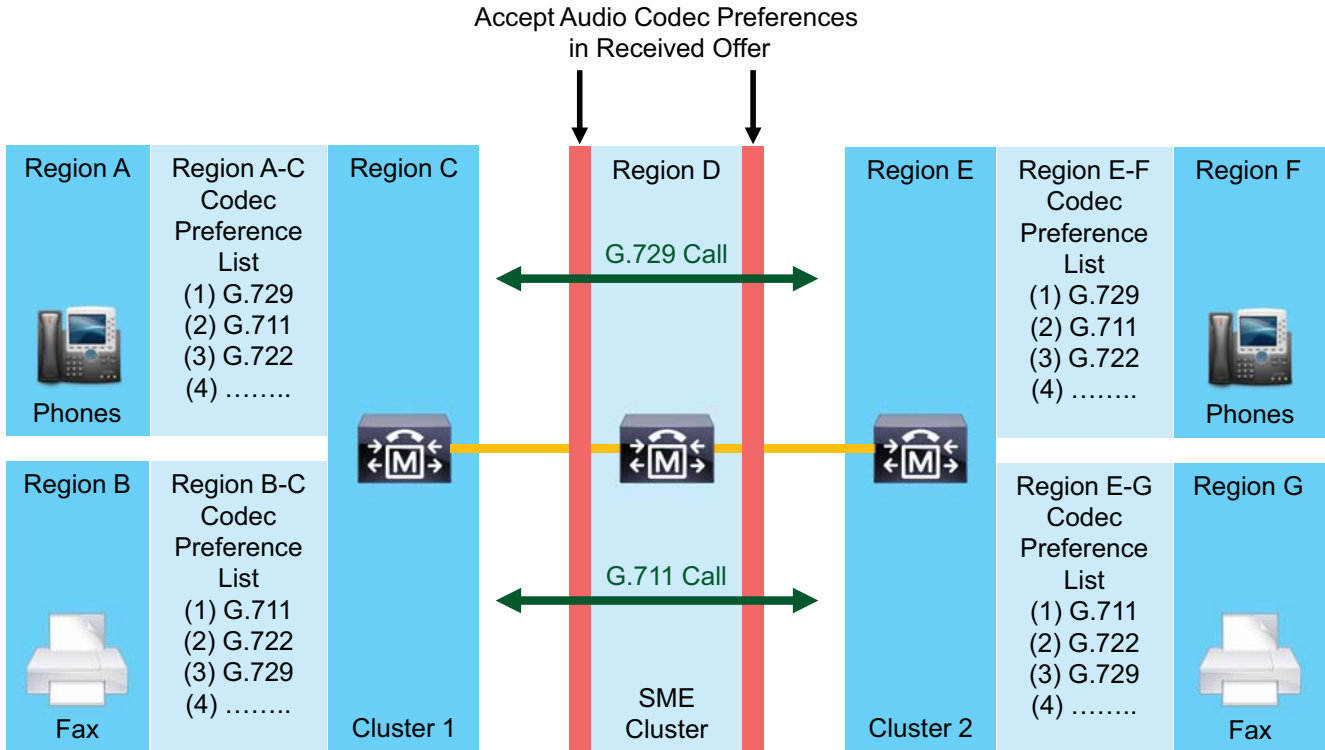 Accept Audio Codec Preferences
in Received Offer
Region A
Phones
Region A-C
Codec
Preference
List
(1) G.729
(2) G.711
(3) G.722
(4) ........
Region B
Fax
Region B-C
Codec
Preference
List
(1) G.711
(2) G.722
(3) G.729
(4) ........
Region C
M
Cluster 1
Region D
G.729 Call
M
G.711 Call
SME
Cluster
Region E
M
Cluster 2
Region E-F
Codec
Preference
List
(1) G.729
(2) G.711
(3) G.722
(4) ........
Region F
Phones
Region E-G
Codec
Preference
List
(1) G.711
(2) G.722
(3) G.729
(4) ........
Region G
Fax